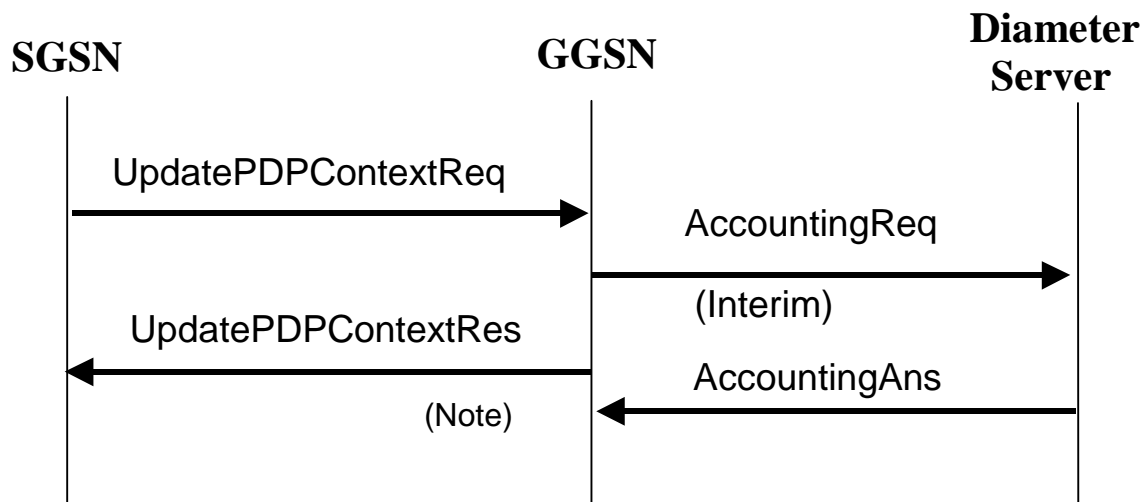 SGSN
GGSN
Diameter
Server
UpdatePDPContextReq
AccountingReq
(Interim)
UpdatePDPContextRes
AccountingAns
(Note)